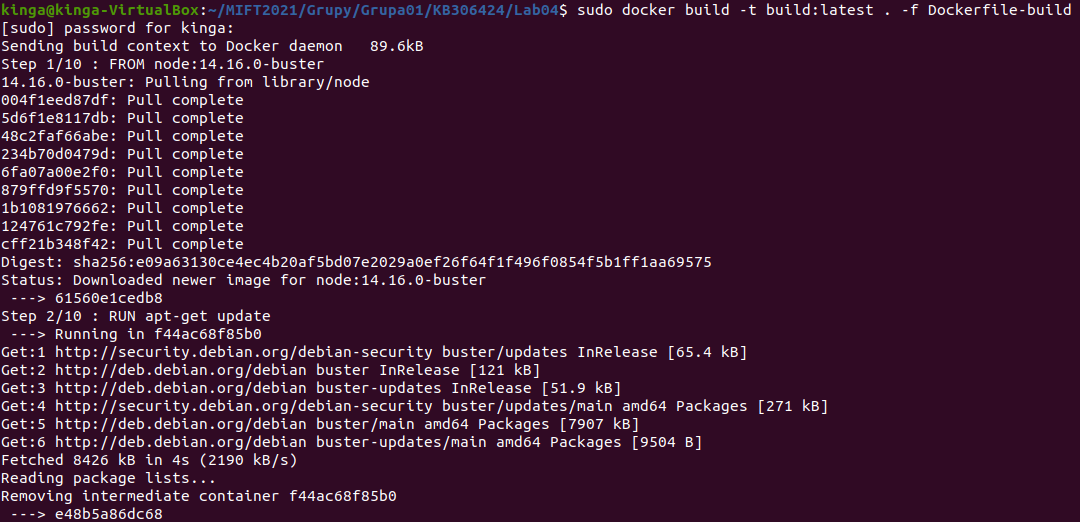 kinga@kinga-VirtualBox:~/MIFT2021/Grupy/Grupa01/KB306424/Lab04$ sudo docker build -t build:latest . -f Dockerfile-build
[sudo] password for kinga:
Sending build context to Docker daemon   89.6kB
Step 1/10 : FROM node:14.16.0-buster
14.16.0-buster: Pulling from library/node
004f1eed87df: Pull complete
5d6f1e8117db: Pull complete
48c2faf66abe: Pull complete
234b70d0479d: Pull complete
6fa07a00e2f0: Pull complete
879ffd9f5570: Pull complete
1b1081976662: Pull complete
124761c792fe: Pull complete
cff21b348f42: Pull complete
Digest: sha256:e09a63130ce4ec4b20af5bd07e2029a0ef26f64f1f496f0854f5b1ff1aa69575
Status: Downloaded newer image for node:14.16.0-buster
 ---> 61560e1cedb8
Step 2/10 : RUN apt-get update
 ---> Running in f44ac68f85b0
Get:1 http://security.debian.org/debian-security buster/updates InRelease [65.4 kB]
Get:2 http://deb.debian.org/debian buster InRelease [121 kB]
Get:3 http://deb.debian.org/debian buster-updates InRelease [51.9 kB]
Get:4 http://security.debian.org/debian-security buster/updates/main amd64 Packages [271 kB]
Get:5 http://deb.debian.org/debian buster/main amd64 Packages [7907 kB]
Get:6 http://deb.debian.org/debian buster-updates/main amd64 Packages [9504 B]
Fetched 8426 kB in 4s (2190 kB/s)
Reading package lists...
Removing intermediate container f44ac68f85b0
 ---> e48b5a86dc68